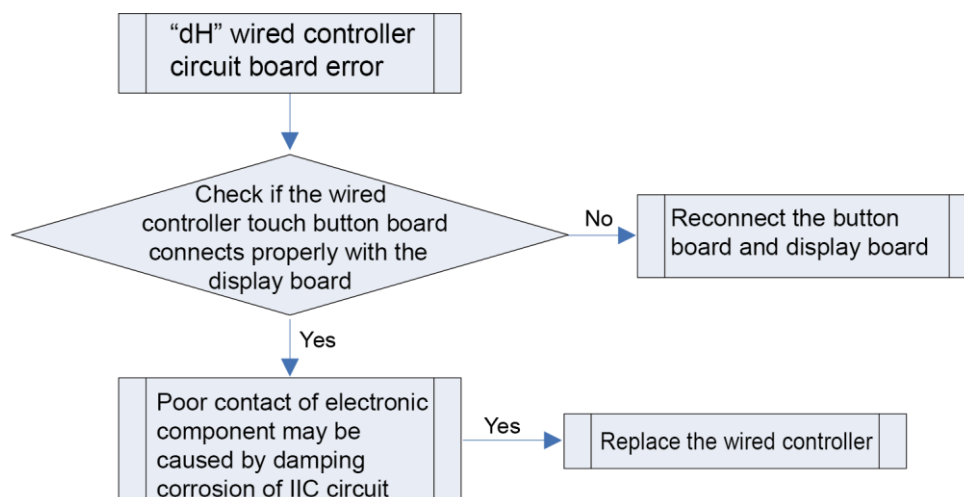 “dH” wired controller
circuit board error
Check if the wired
controller touch button board
connects properly with the
display board
No
Reconnect the button
board and display board
Yes
Poor contact of electronic
component may be
caused by damping
corrosion of IIC circuit
Yes
Replace the wired controller